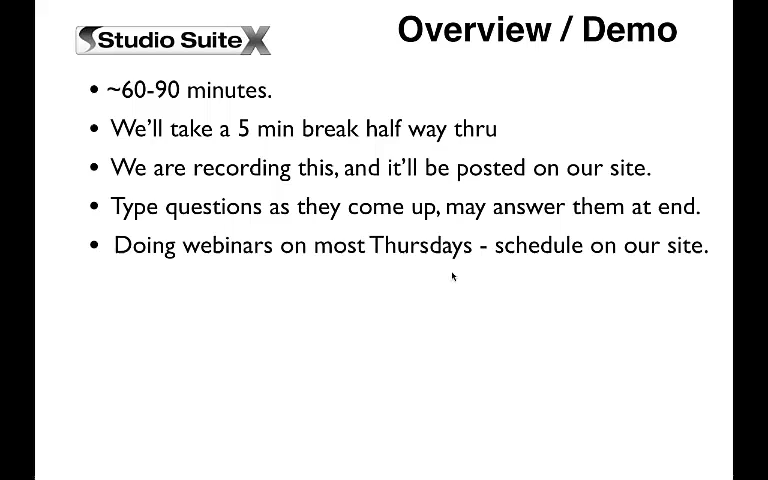 Studio Suite X
Overview / Demo
• ~60-90 minutes.
• We'll take a 5 min break half way thru
• We are recording this, and it'll be posted on our site.
• Type questions as they come up, may answer them at end.
• Doing webinars on most Thursdays - schedule on our site.